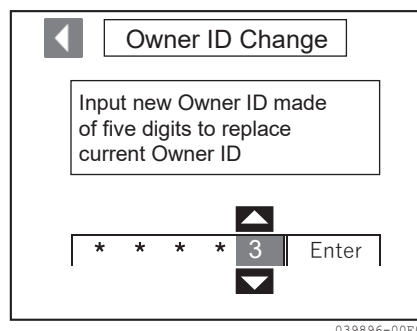 Owner ID Change
Input new Owner ID made
of five digits to replace
current Owner ID
* * * * 3 Enter